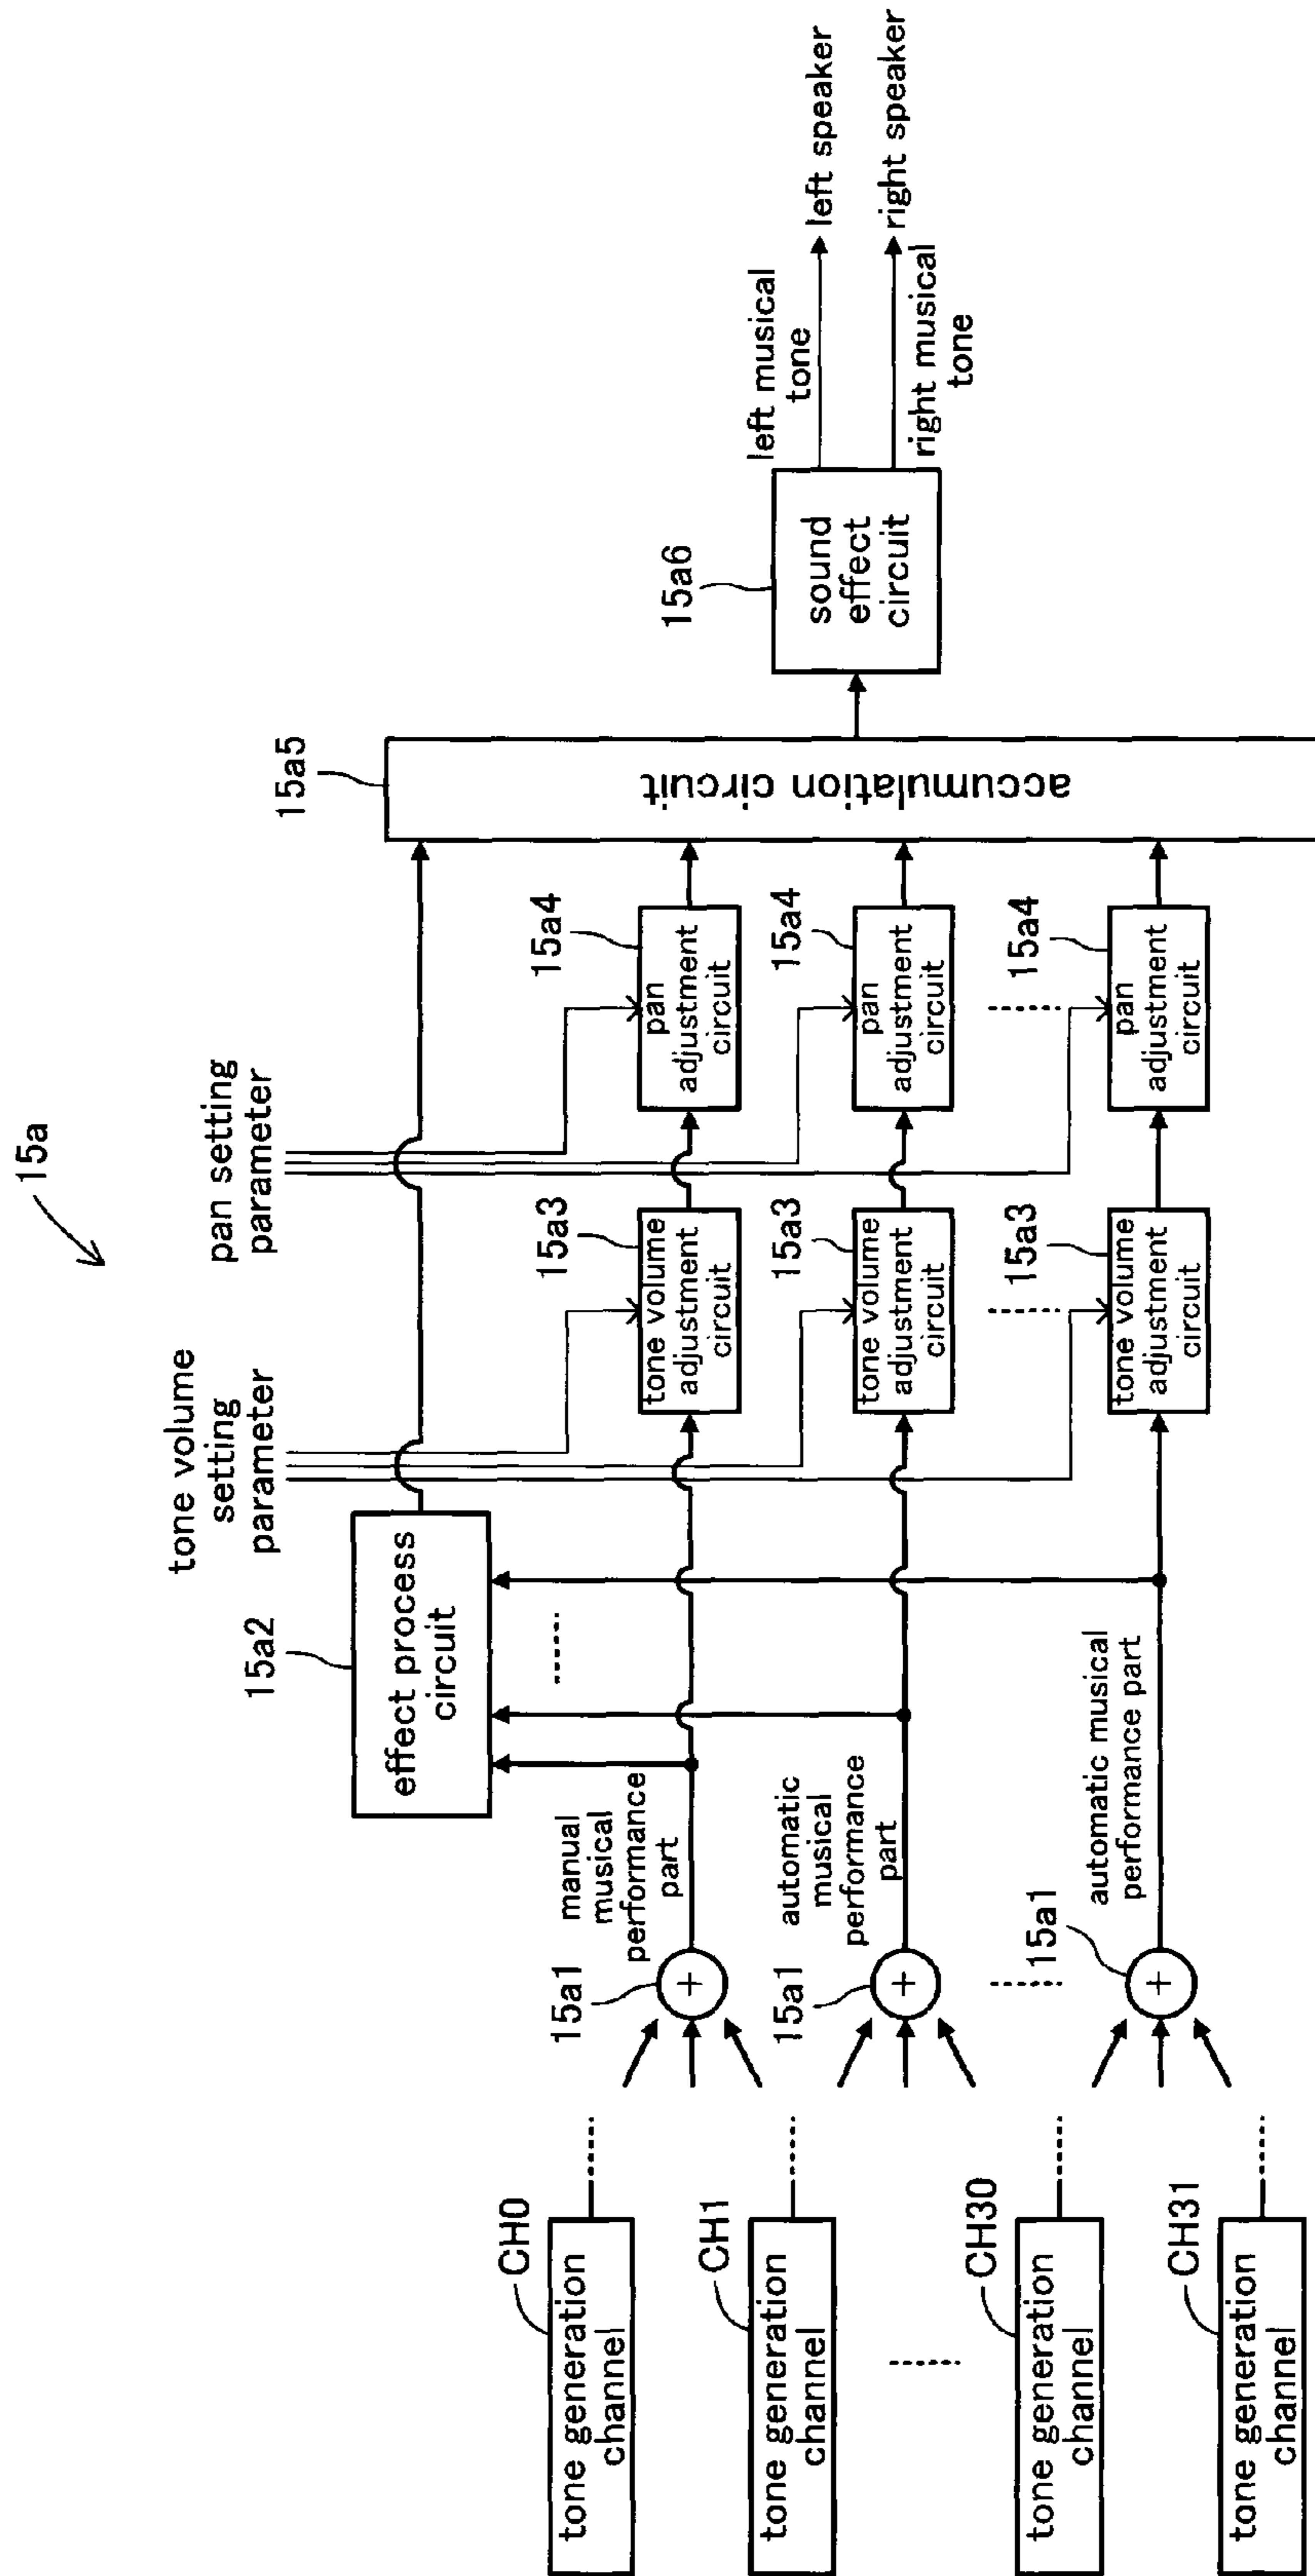 15a
tone volume
setting
parameter
pan setting
parameter
15a2
effect process
circuit
15a5
accumulation circuit
15a6
sound
effect
circuit
left musical
tone
left speaker
right speaker
right musical
tone
CH0
tone generation
channel
15a1
+
manual
musical
performance
part
15a3
tone volume
adjustment
circuit
15a4
pan
adjustment
circuit
CH1
tone generation
channel
15a1
+
automatic
musical
performance
part
15a3
tone volume
adjustment
circuit
15a4
pan
adjustment
circuit
CH30
tone generation
channel
15a1
+
automatic musical
performance part
15a3
tone volume
adjustment
circuit
15a4
pan
adjustment
circuit
CH31
tone generation
channel